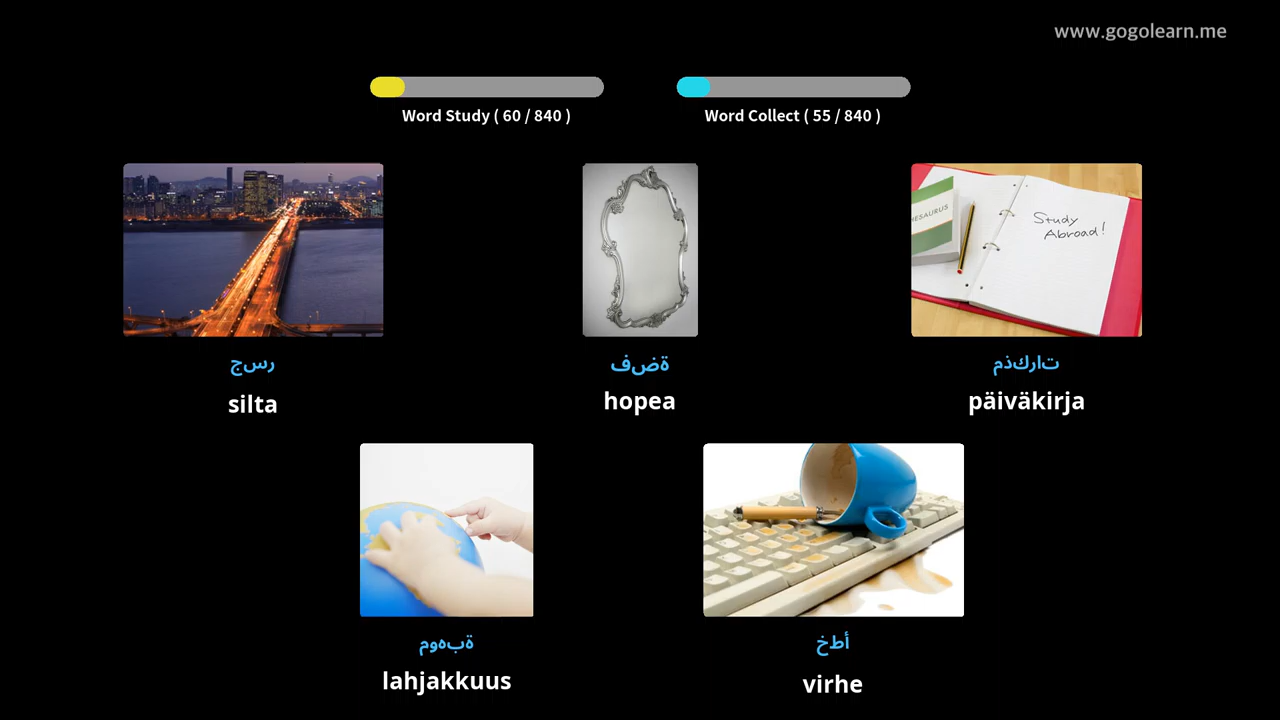 www.gogolearn.me
Word Study ( 60 / 840 )
Word Collect ( 55 / 840 )
HESAURUS
Study
Abroad!
رسج
ةضف
تاركذم
silta
hopea
päiväkirja
ةبهوم
أطخ
lahjakkuus
virhe